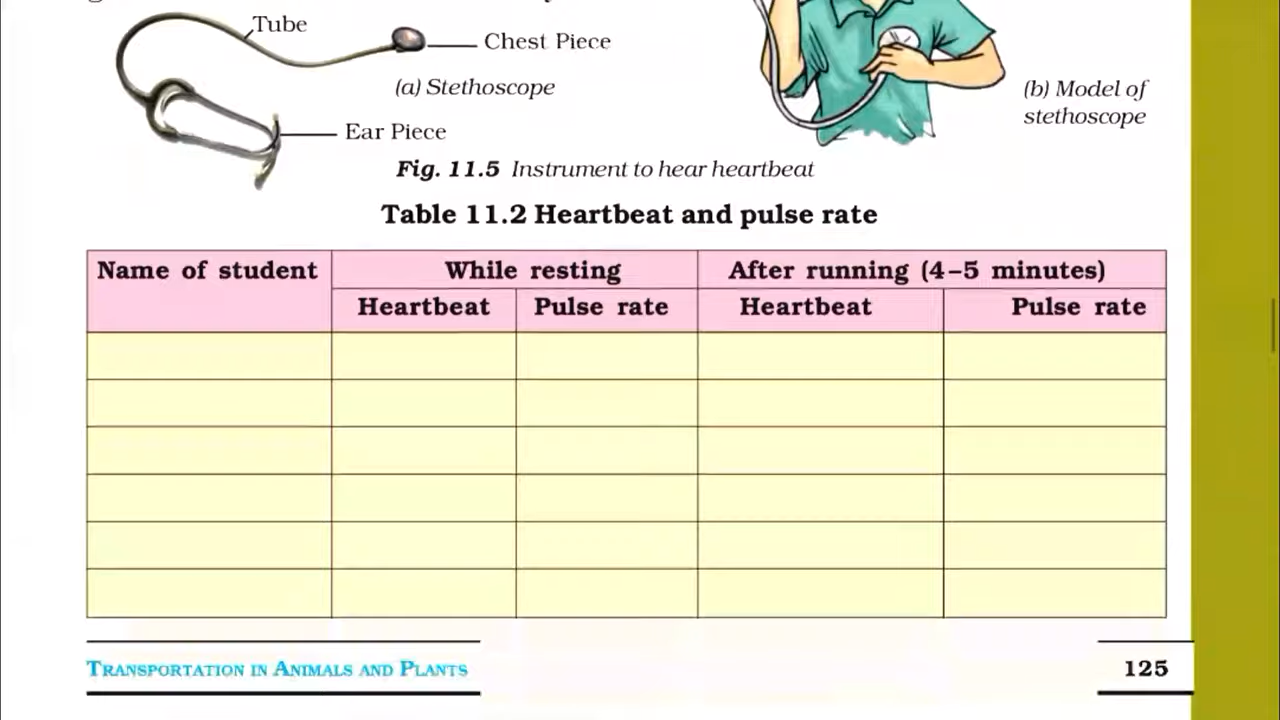 Tube
Chest Piece
(a) Stethoscope
(b) Model of
stethoscope
Ear Piece
Fig. 11.5 Instrument to hear heartbeat
Table 11.2 Heartbeat and pulse rate
Name of student While resting After running (4–5 minutes)
Heartbeat Pulse rate Heartbeat Pulse rate
TRANSPORTATION IN ANIMALS AND PLANTS 125